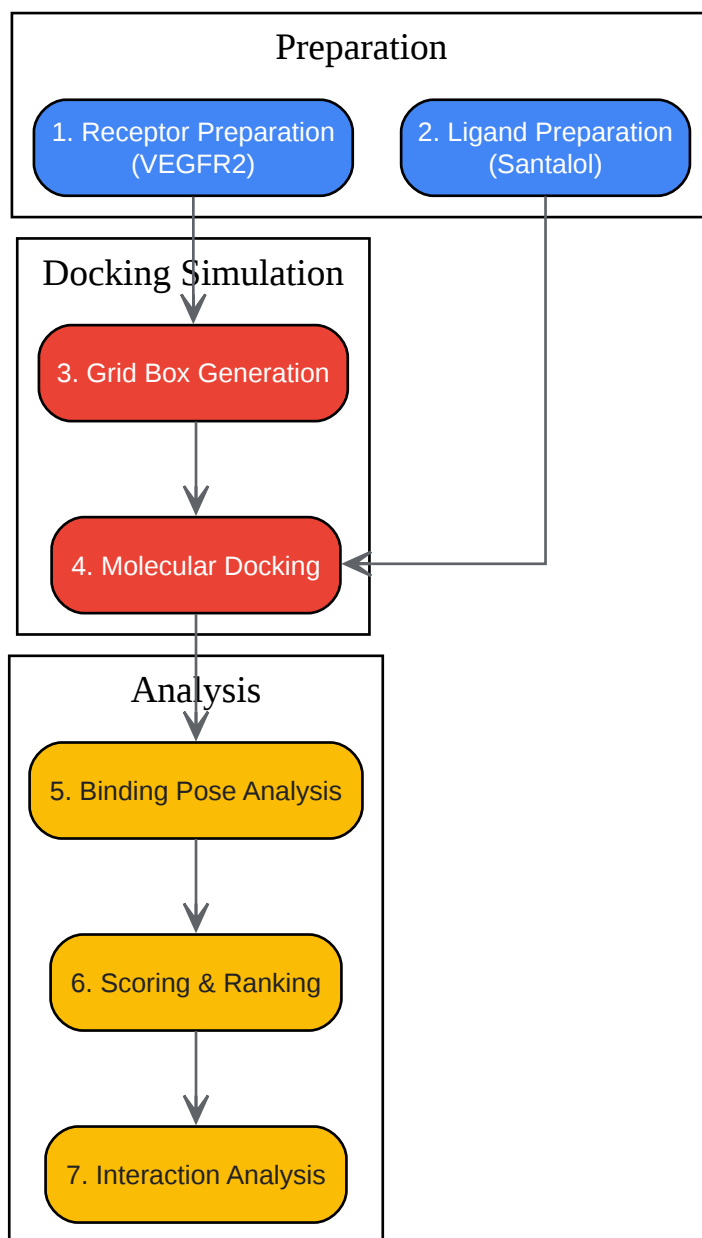 Preparation
1. Receptor Preparation
(VEGFR2)
2. Ligand Preparation
(Santalol)
Docking Simulation
3. Grid Box Generation
4. Molecular Docking
Analysis
5. Binding Pose Analysis
6. Scoring & Ranking
7. Interaction Analysis